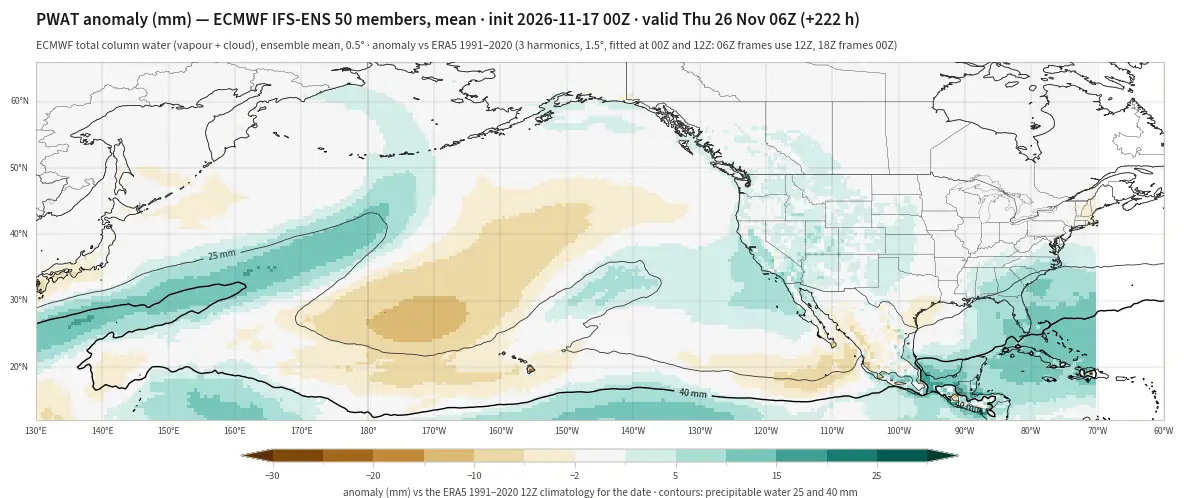 PWAT anomaly (mm) — ECMWF IFS-ENS 50 members, mean · init 2026-11-17 00Z · valid Thu 26 Nov 06Z (+222 h)
ECMWF total column water (vapour + cloud), ensemble mean, 0.5° · anomaly vs ERA5 1991–2020 (3 harmonics, 1.5°, fitted at 00Z and 12Z: 06Z frames use 12Z, 18Z frames 00Z)
60°N
50°N
40°N
30°N
20°N
25 mm
40 mm
130°E 140°E 150°E 160°E 170°E 180° 170°W 160°W 150°W 140°W 130°W 120°W 110°W 100°W 90°W 80°W 70°W 60°W
−30 −20 −10 −2 5 15 25
anomaly (mm) vs the ERA5 1991–2020 12Z climatology for the date · contours: precipitable water 25 and 40 mm